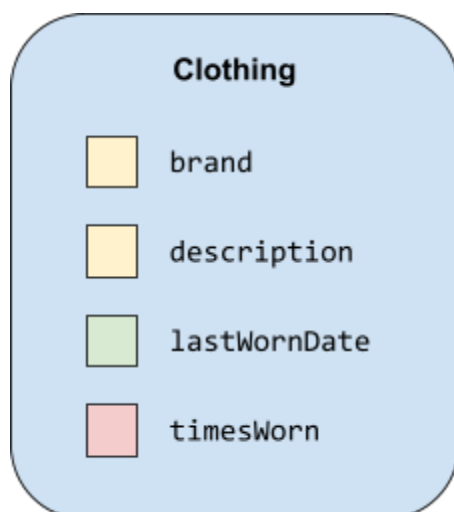 Clothing
brand
description
lastWornDate
timesWorn